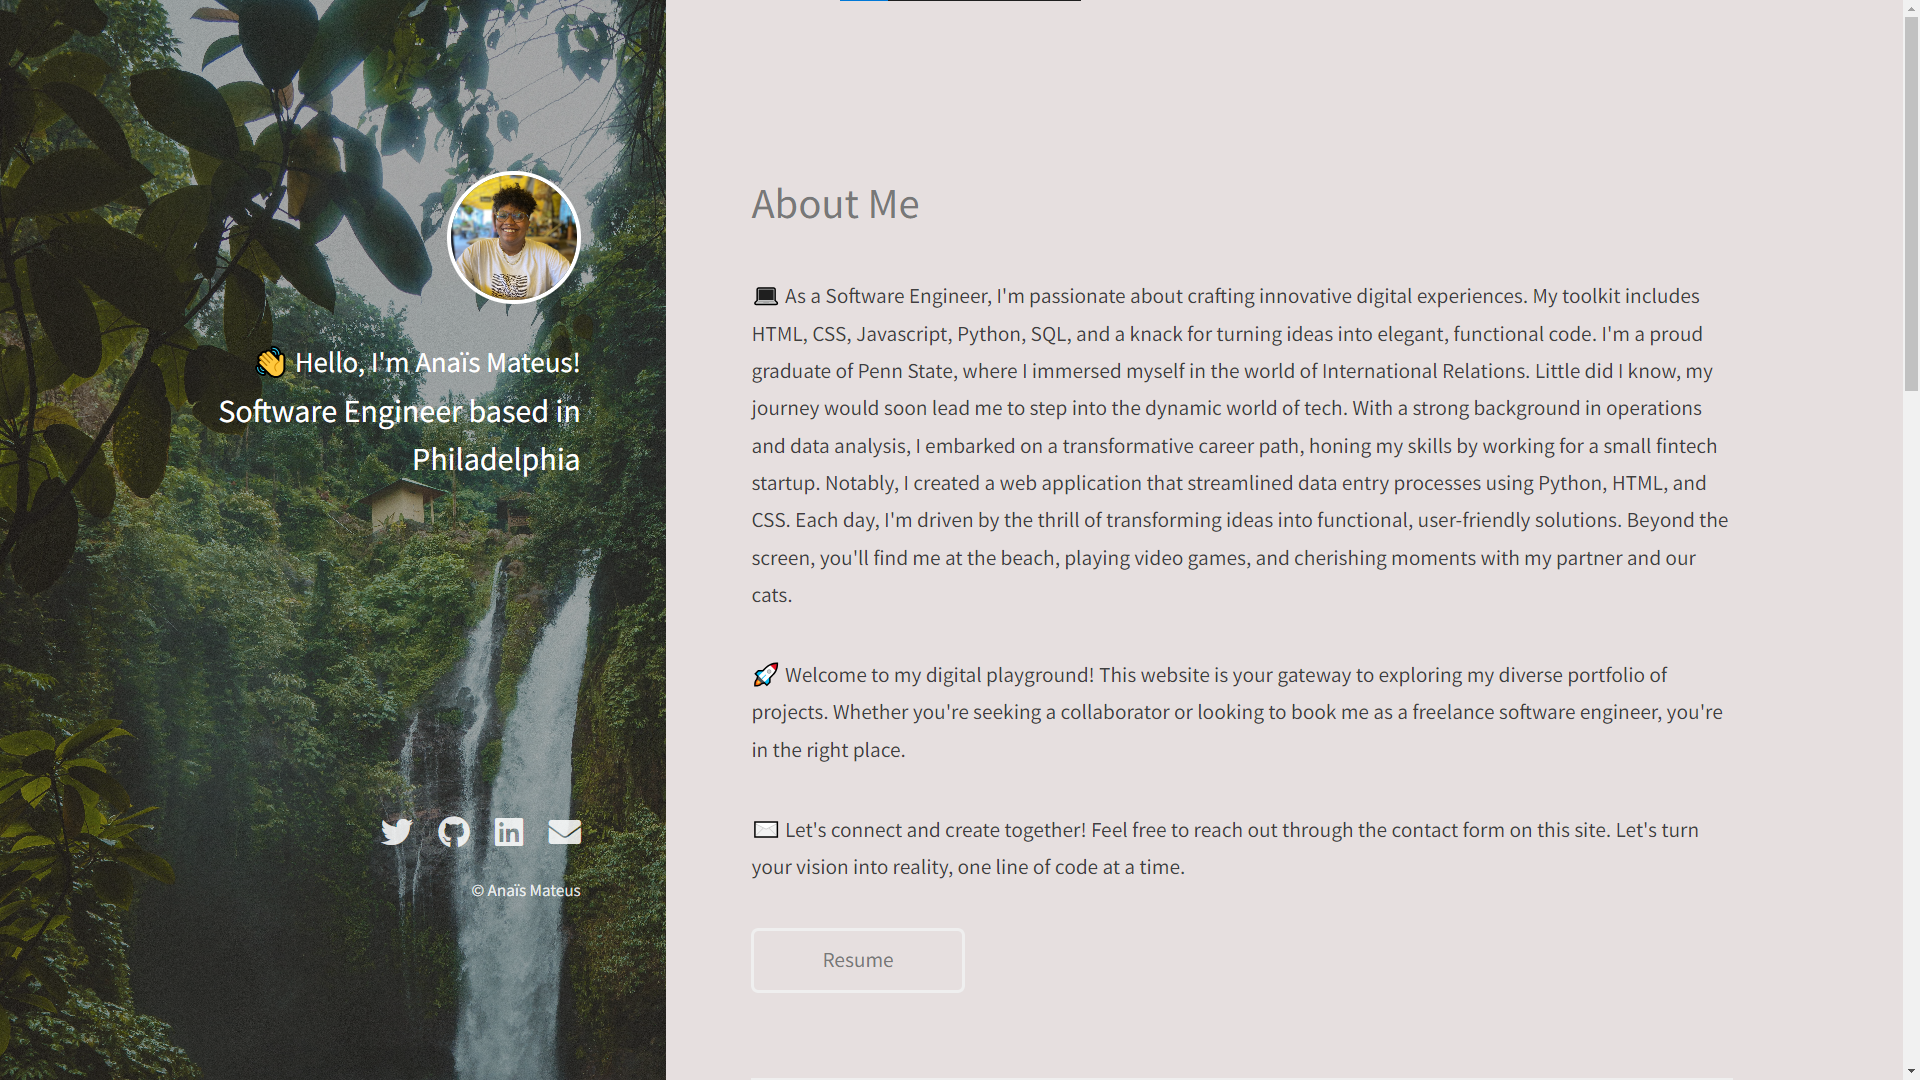 👋 Hello, I'm Anaïs Mateus!
Software Engineer based in
Philadelphia
© Anaïs Mateus
About Me
💻 As a Software Engineer, I'm passionate about crafting innovative digital experiences. My toolkit includes
HTML, CSS, Javascript, Python, SQL, and a knack for turning ideas into elegant, functional code. I'm a proud
graduate of Penn State, where I immersed myself in the world of International Relations. Little did I know, my
journey would soon lead me to step into the dynamic world of tech. With a strong background in operations
and data analysis, I embarked on a transformative career path, honing my skills by working for a small fintech
startup. Notably, I created a web application that streamlined data entry processes using Python, HTML, and
CSS. Each day, I'm driven by the thrill of transforming ideas into functional, user-friendly solutions. Beyond the
screen, you'll find me at the beach, playing video games, and cherishing moments with my partner and our
cats.
🚀 Welcome to my digital playground! This website is your gateway to exploring my diverse portfolio of
projects. Whether you're seeking a collaborator or looking to book me as a freelance software engineer, you're
in the right place.
✉️ Let's connect and create together! Feel free to reach out through the contact form on this site. Let's turn
your vision into reality, one line of code at a time.
Resume